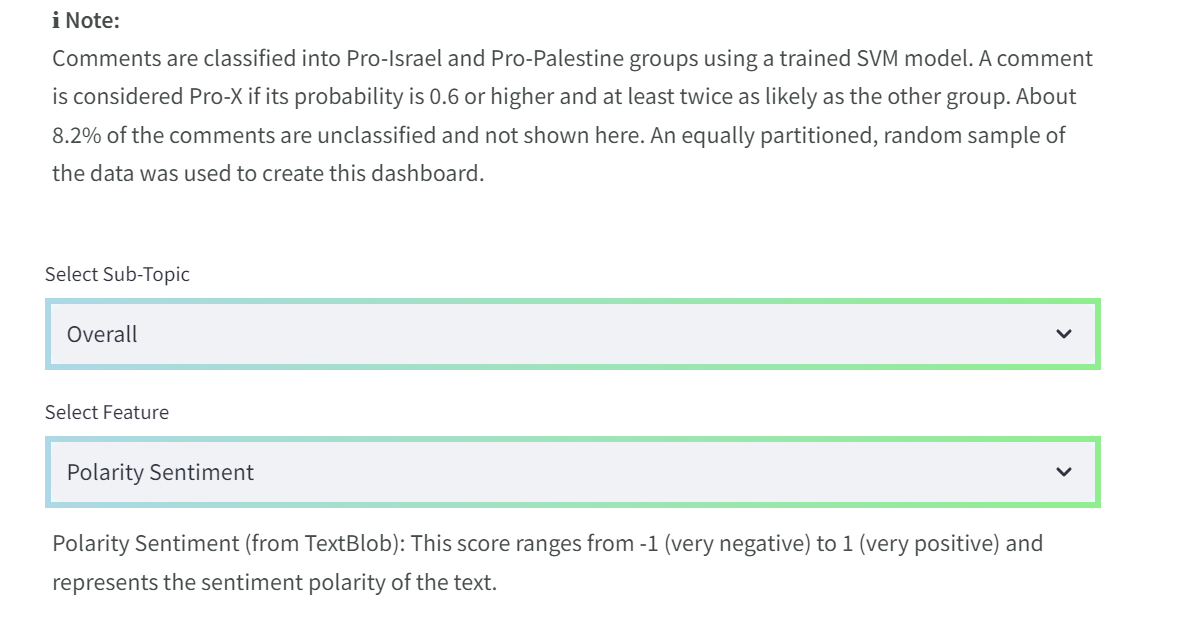 ℹ Note:
Comments are classified into Pro-Israel and Pro-Palestine groups using a trained SVM model. A comment
is considered Pro-X if its probability is 0.6 or higher and at least twice as likely as the other group. About
8.2% of the comments are unclassified and not shown here. An equally partitioned, random sample of
the data was used to create this dashboard.
Select Sub-Topic
Overall
Select Feature
Polarity Sentiment
Polarity Sentiment (from TextBlob): This score ranges from -1 (very negative) to 1 (very positive) and
represents the sentiment polarity of the text.